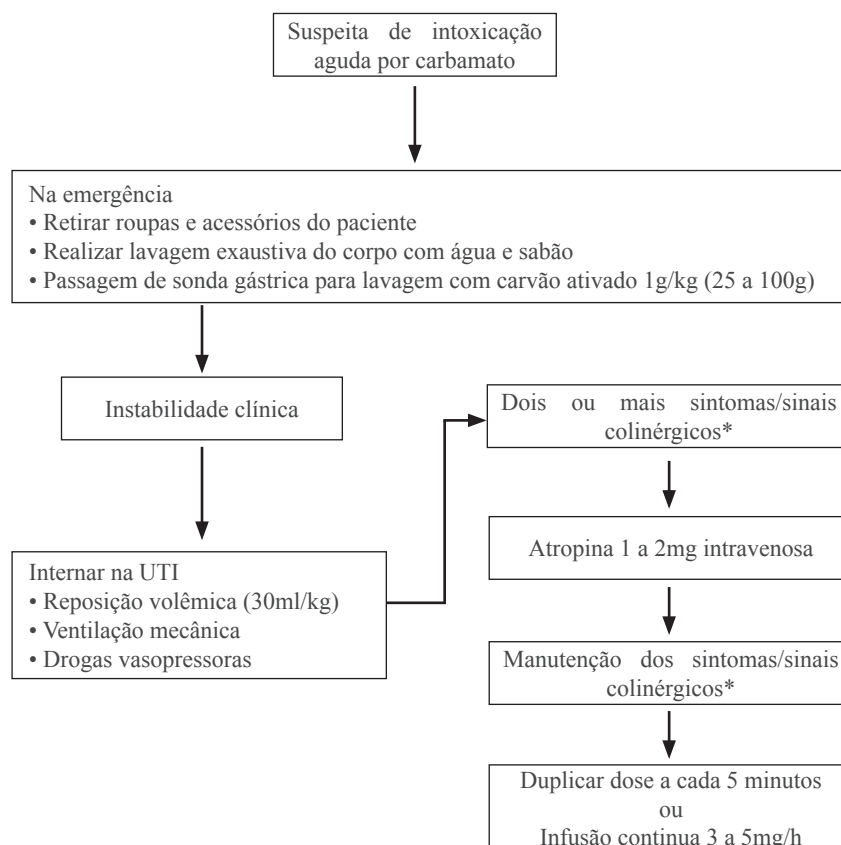 Suspeita de intoxicação
aguda por carbamato
Na emergência
• Retirar roupas e acessórios do paciente
• Realizar lavagem exaustiva do corpo com água e sabão
• Passagem de sonda gástrica para lavagem com carvão ativado 1g/kg (25 a 100g)
Instabilidade clínica
Internar na UTI
• Reposição volêmica (30ml/kg)
• Ventilação mecânica
• Drogas vasopressoras
Dois ou mais sintomas/sinais
colinérgicos*
Atropina 1 a 2mg intravenosa
Manutenção dos sintomas/sinais
colinérgicos*
Duplicar dose a cada 5 minutos
ou
Infusão continua 3 a 5mg/h